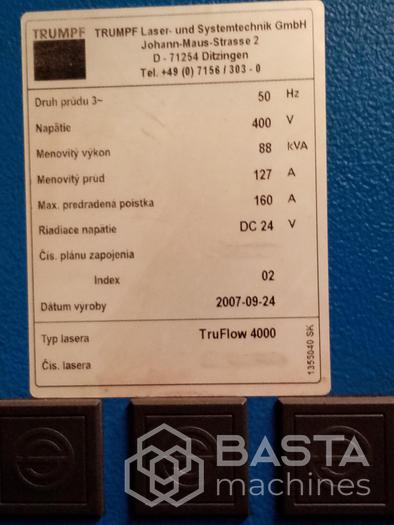 TRUMPF
TRUMPF Laser- und Systemtechnik GmbH
Johann-Maus-Strasse 2
D - 71254 Ditzingen
Tel. +49 (0) 7156 / 303 - 0
Druh prúdu 3~ 50 Hz
Napätie 400 V
Menovitý výkon 88 kVA
Menovitý prúd 127 A
Max. predradená poistka 160 A
Riadiace napätie DC 24 V
Čís. plánu zapojenia
Index 02
Dátum výroby 2007-09-24
Typ lasera TruFlow 4000
Čís. lasera
1355040 SK
BASTA
machines